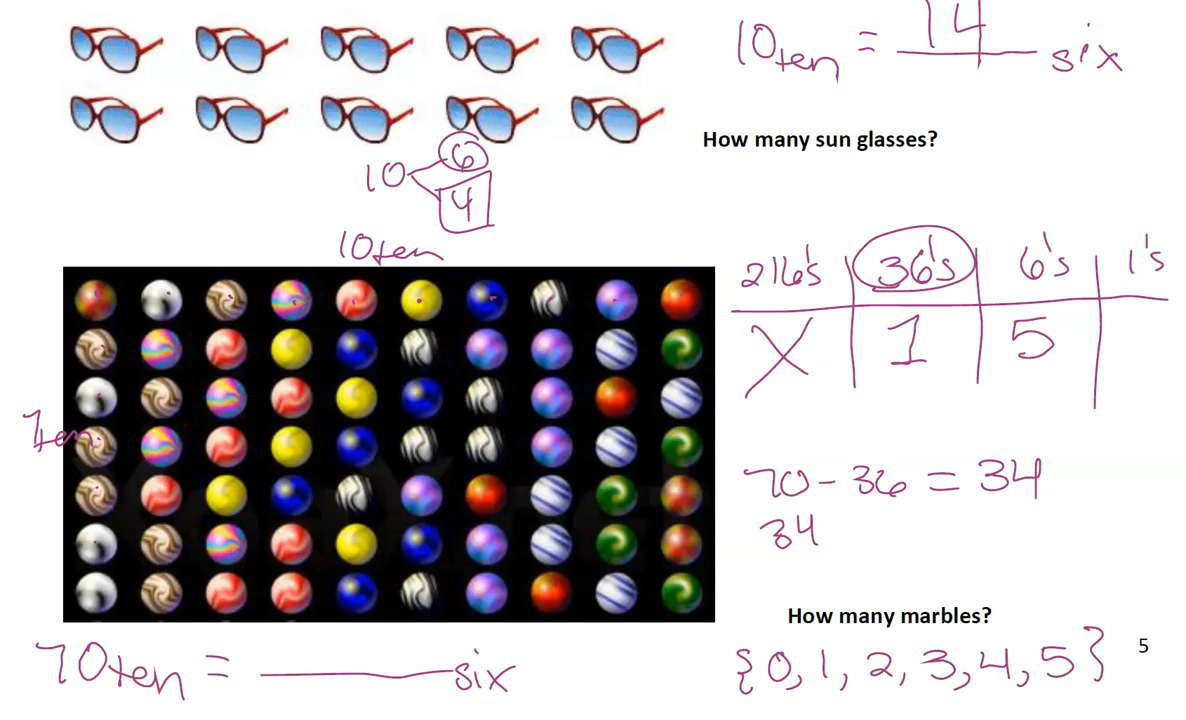 10ten = 14 six
How many sun glasses?
10
6
4
10ten
216's 36's 6's 1's
X 1 5
7ten
70 - 36 = 34
34
How many marbles?
70ten = ______ six
{0, 1, 2, 3, 4, 5}
5